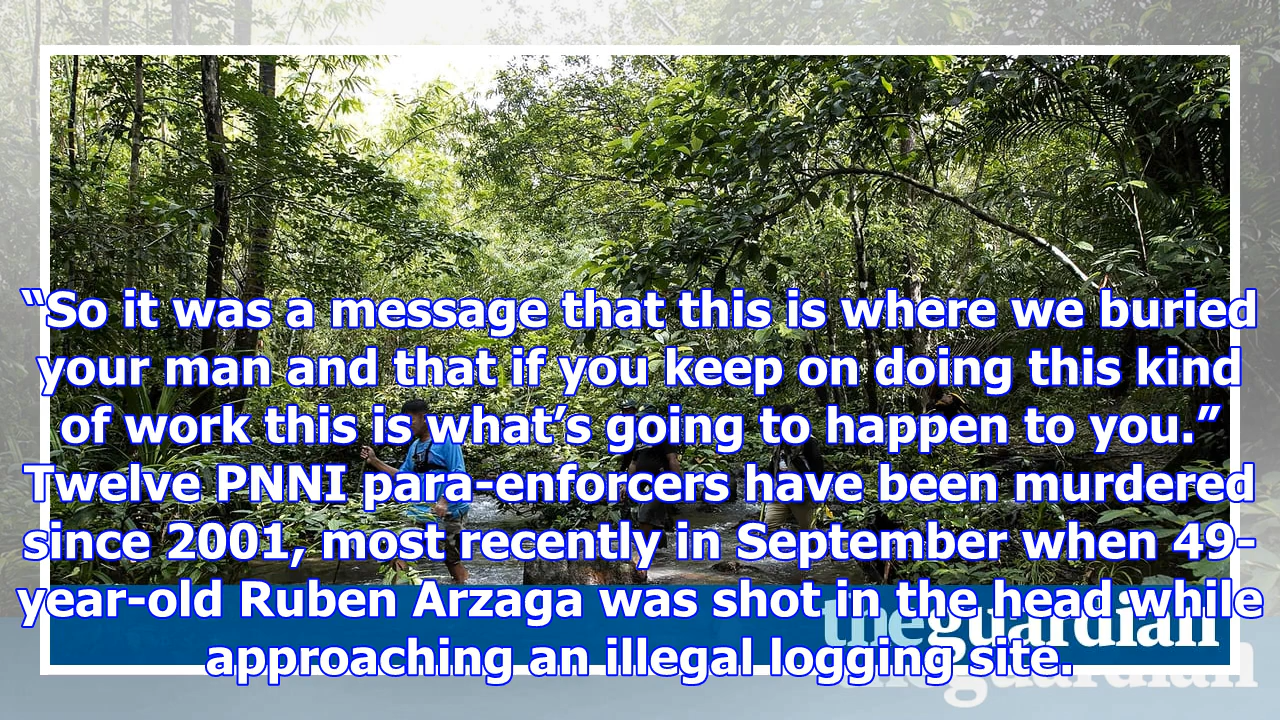 “So it was a message that this is where we buried
your man and that if you keep on doing this kind
of work this is what’s going to happen to you.”
Twelve PNNI para-enforcers have been murdered
since 2001, most recently in September when 49-
year-old Ruben Arzaga was shot in the head while
approaching an illegal logging site.
theguardian
theguardian